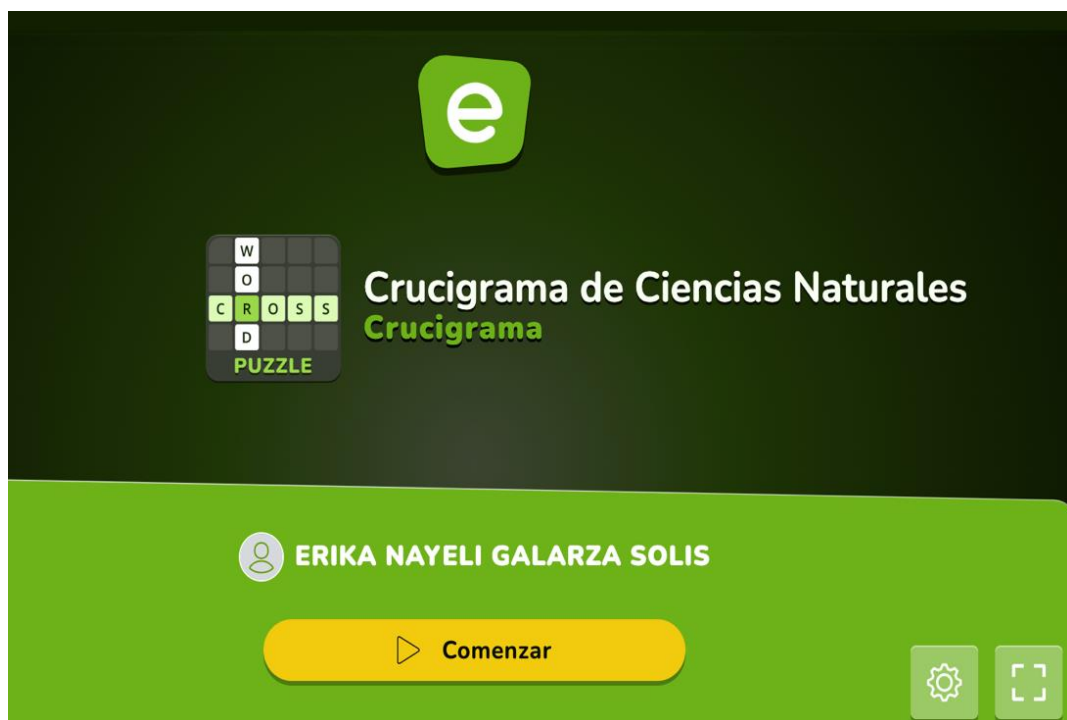 e
W
O
CROSS
D
PUZZLE
Crucigrama de Ciencias Naturales
Crucigrama
ERIKA NAYELI GALARZA SOLIS
Comenzar